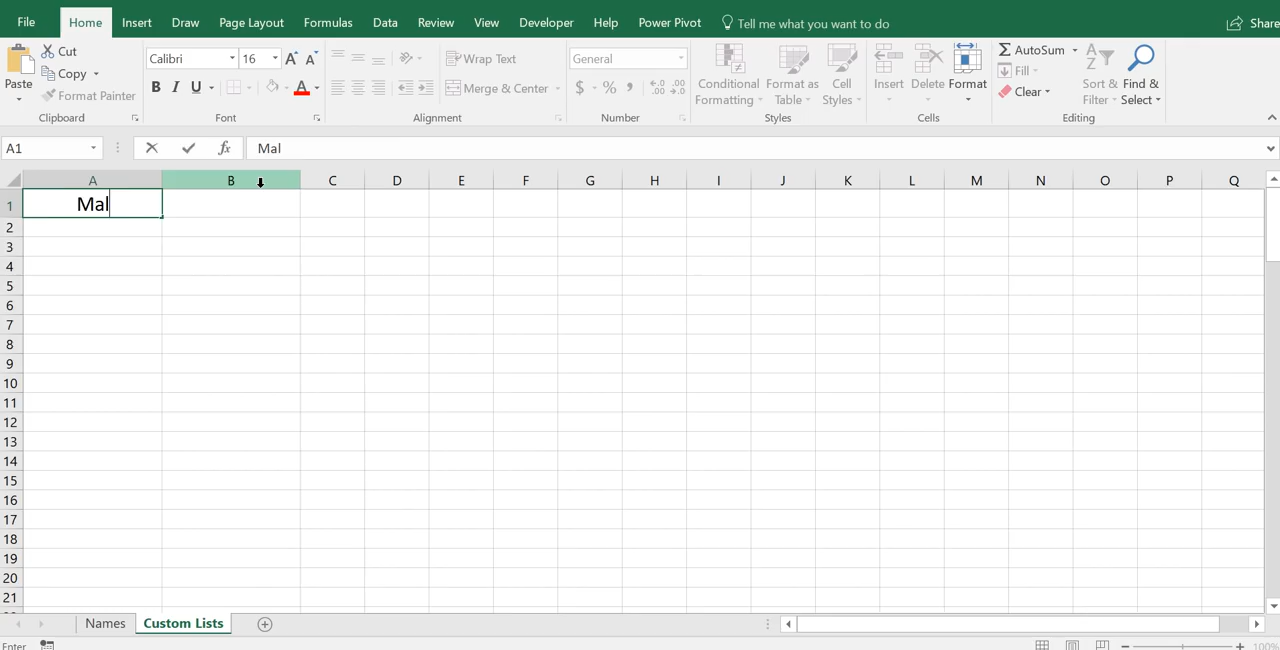 File Home Insert Draw Page Layout Formulas Data Review View Developer Help Power Pivot Tell me what you want to do Share
Cut Calibri 16 A A Wrap Text General Conditional Formatting Format as Table Cell Styles Insert Delete Format AutoSum Sort & Filter Find & Select
Paste Copy Fill
Format Painter B I U A Merge & Center $ % , .00 .00 Clear
Clipboard Font Alignment Number Styles Cells Editing
A1 fx Mal
A B C D E F G H I J K L M N O P Q
1 Mal
2
3
4
5
6
7
8
9
10
11
12
13
14
15
16
17
18
19
20
21
Names Custom Lists
Enter 100%